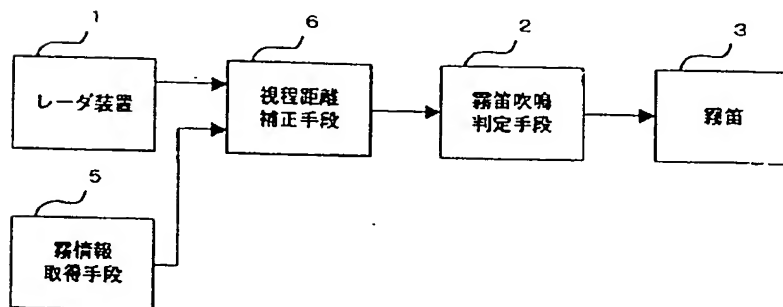 1
レーダ装置
6
視程距離
補正手段
2
霧笛吹鳴
判定手段
3
霧笛
5
霧情報
取得手段